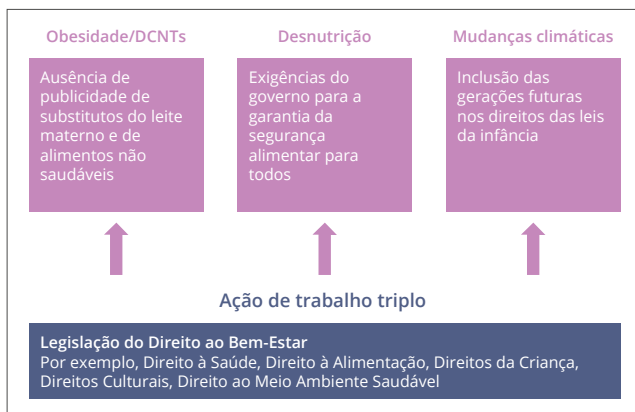 Obesidade/DCNTs
Ausência de
publicidade de
substitutos do leite
materno e de
alimentos não
saudáveis
Desnutrição
Exigências do
governo para a
garantia da
segurança
alimentar para
todos
Mudanças climáticas
Inclusão das
gerações futuras
nos direitos das leis
da infância
Ação de trabalho triplo
Legislação do Direito ao Bem-Estar
Por exemplo, Direito à Saúde, Direito à Alimentação, Direitos da Criança,
Direitos Culturais, Direito ao Meio Ambiente Saudável